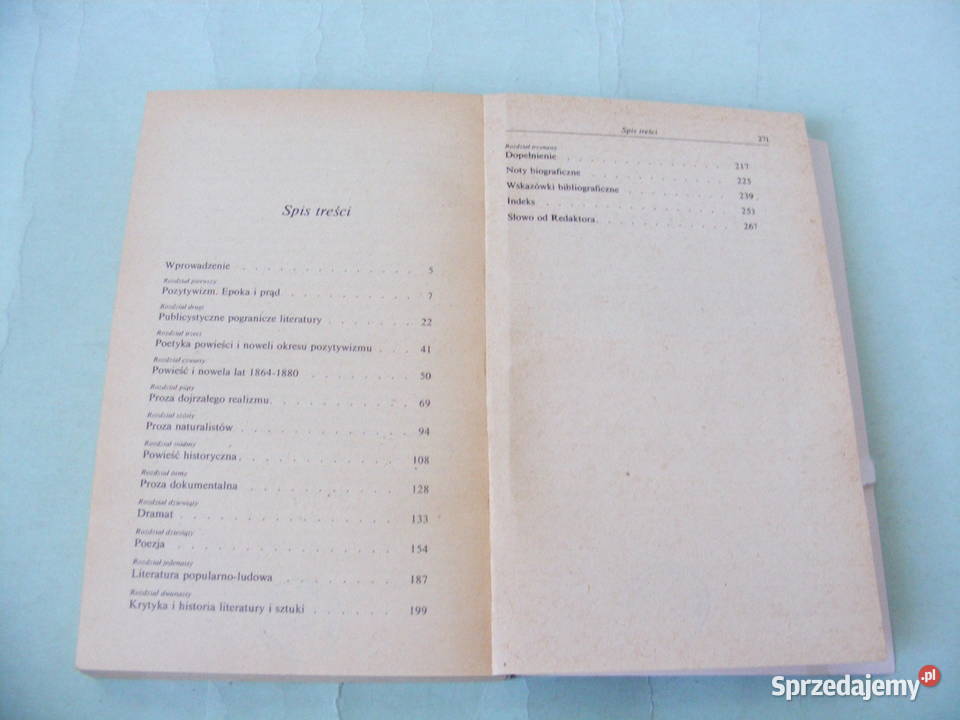 Spis treści
Wprowadzenie . . . . . . . . . . . . 5
Rozdział pierwszy
Pozytywizm. Epoka i prąd . . . . . . . . . 7
Rozdział drugi
Publicystyczne pogranicze literatury . . . . . . . 22
Rozdział trzeci
Poetyka powieści i noweli okresu pozytywizmu . . . 41
Rozdział czwarty
Powieść i nowela lat 1864-1880 . . . . . . . . 50
Rozdział piąty
Proza dojrzałego realizmu . . . . . . . . . . 69
Rozdział szósty
Proza naturalistów . . . . . . . . . . . . 94
Rozdział siódmy
Powieść historyczna . . . . . . . . . . . . 108
Rozdział ósmy
Proza dokumentalna . . . . . . . . . . . . 128
Rozdział dziewiąty
Dramat . . . . . . . . . . . . . . 133
Rozdział dziesiąty
Poezja . . . . . . . . . . . . . . 154
Rozdział jedenasty
Literatura popularno-ludowa . . . . . . . . . 187
Rozdział dwunasty
Krytyka i historia literatury i sztuki . . . . . . . 199
Spis treści 271
Rozdział trzynasty
Dopełnienie . . . . . . . . . . . . 217
Noty biograficzne . . . . . . . . . . . 225
Wskazówki bibliograficzne . . . . . . . . . 239
Indeks . . . . . . . . . . . . . 251
Słowo od Redaktora . . . . . . . . . . 267
Sprzedajemy.pl